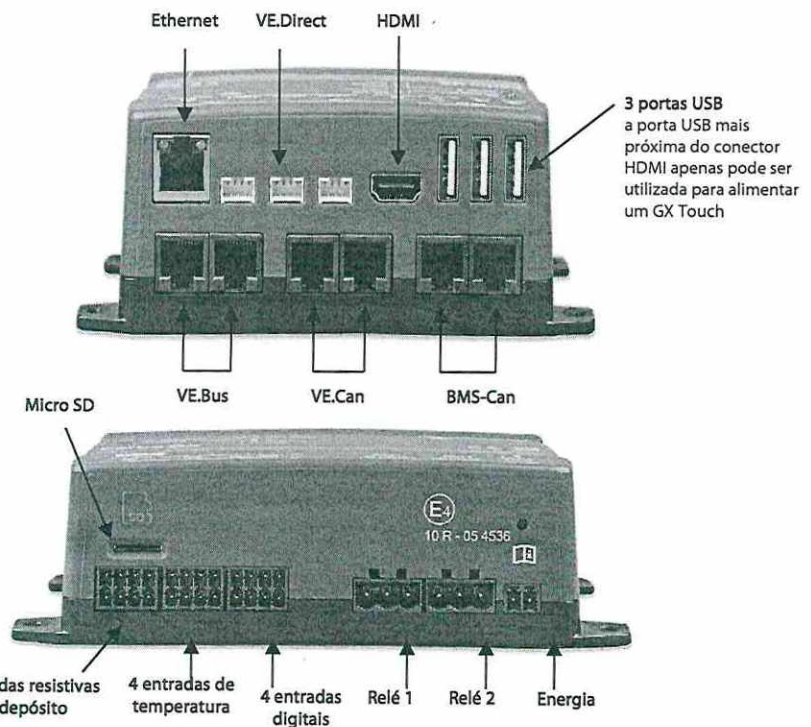 Ethernet
VE.Direct
HDMI
3 portas USB
a porta USB mais
próxima do conector
HDMI apenas pode ser
utilizada para alimentar
um GX Touch
VE.Bus
VE.Can
BMS-Can
Micro SD
E4
10 R - 05 4536
das resistivas
depósito
4 entradas de
temperatura
4 entradas
digitais
Relé 1
Relé 2
Energia